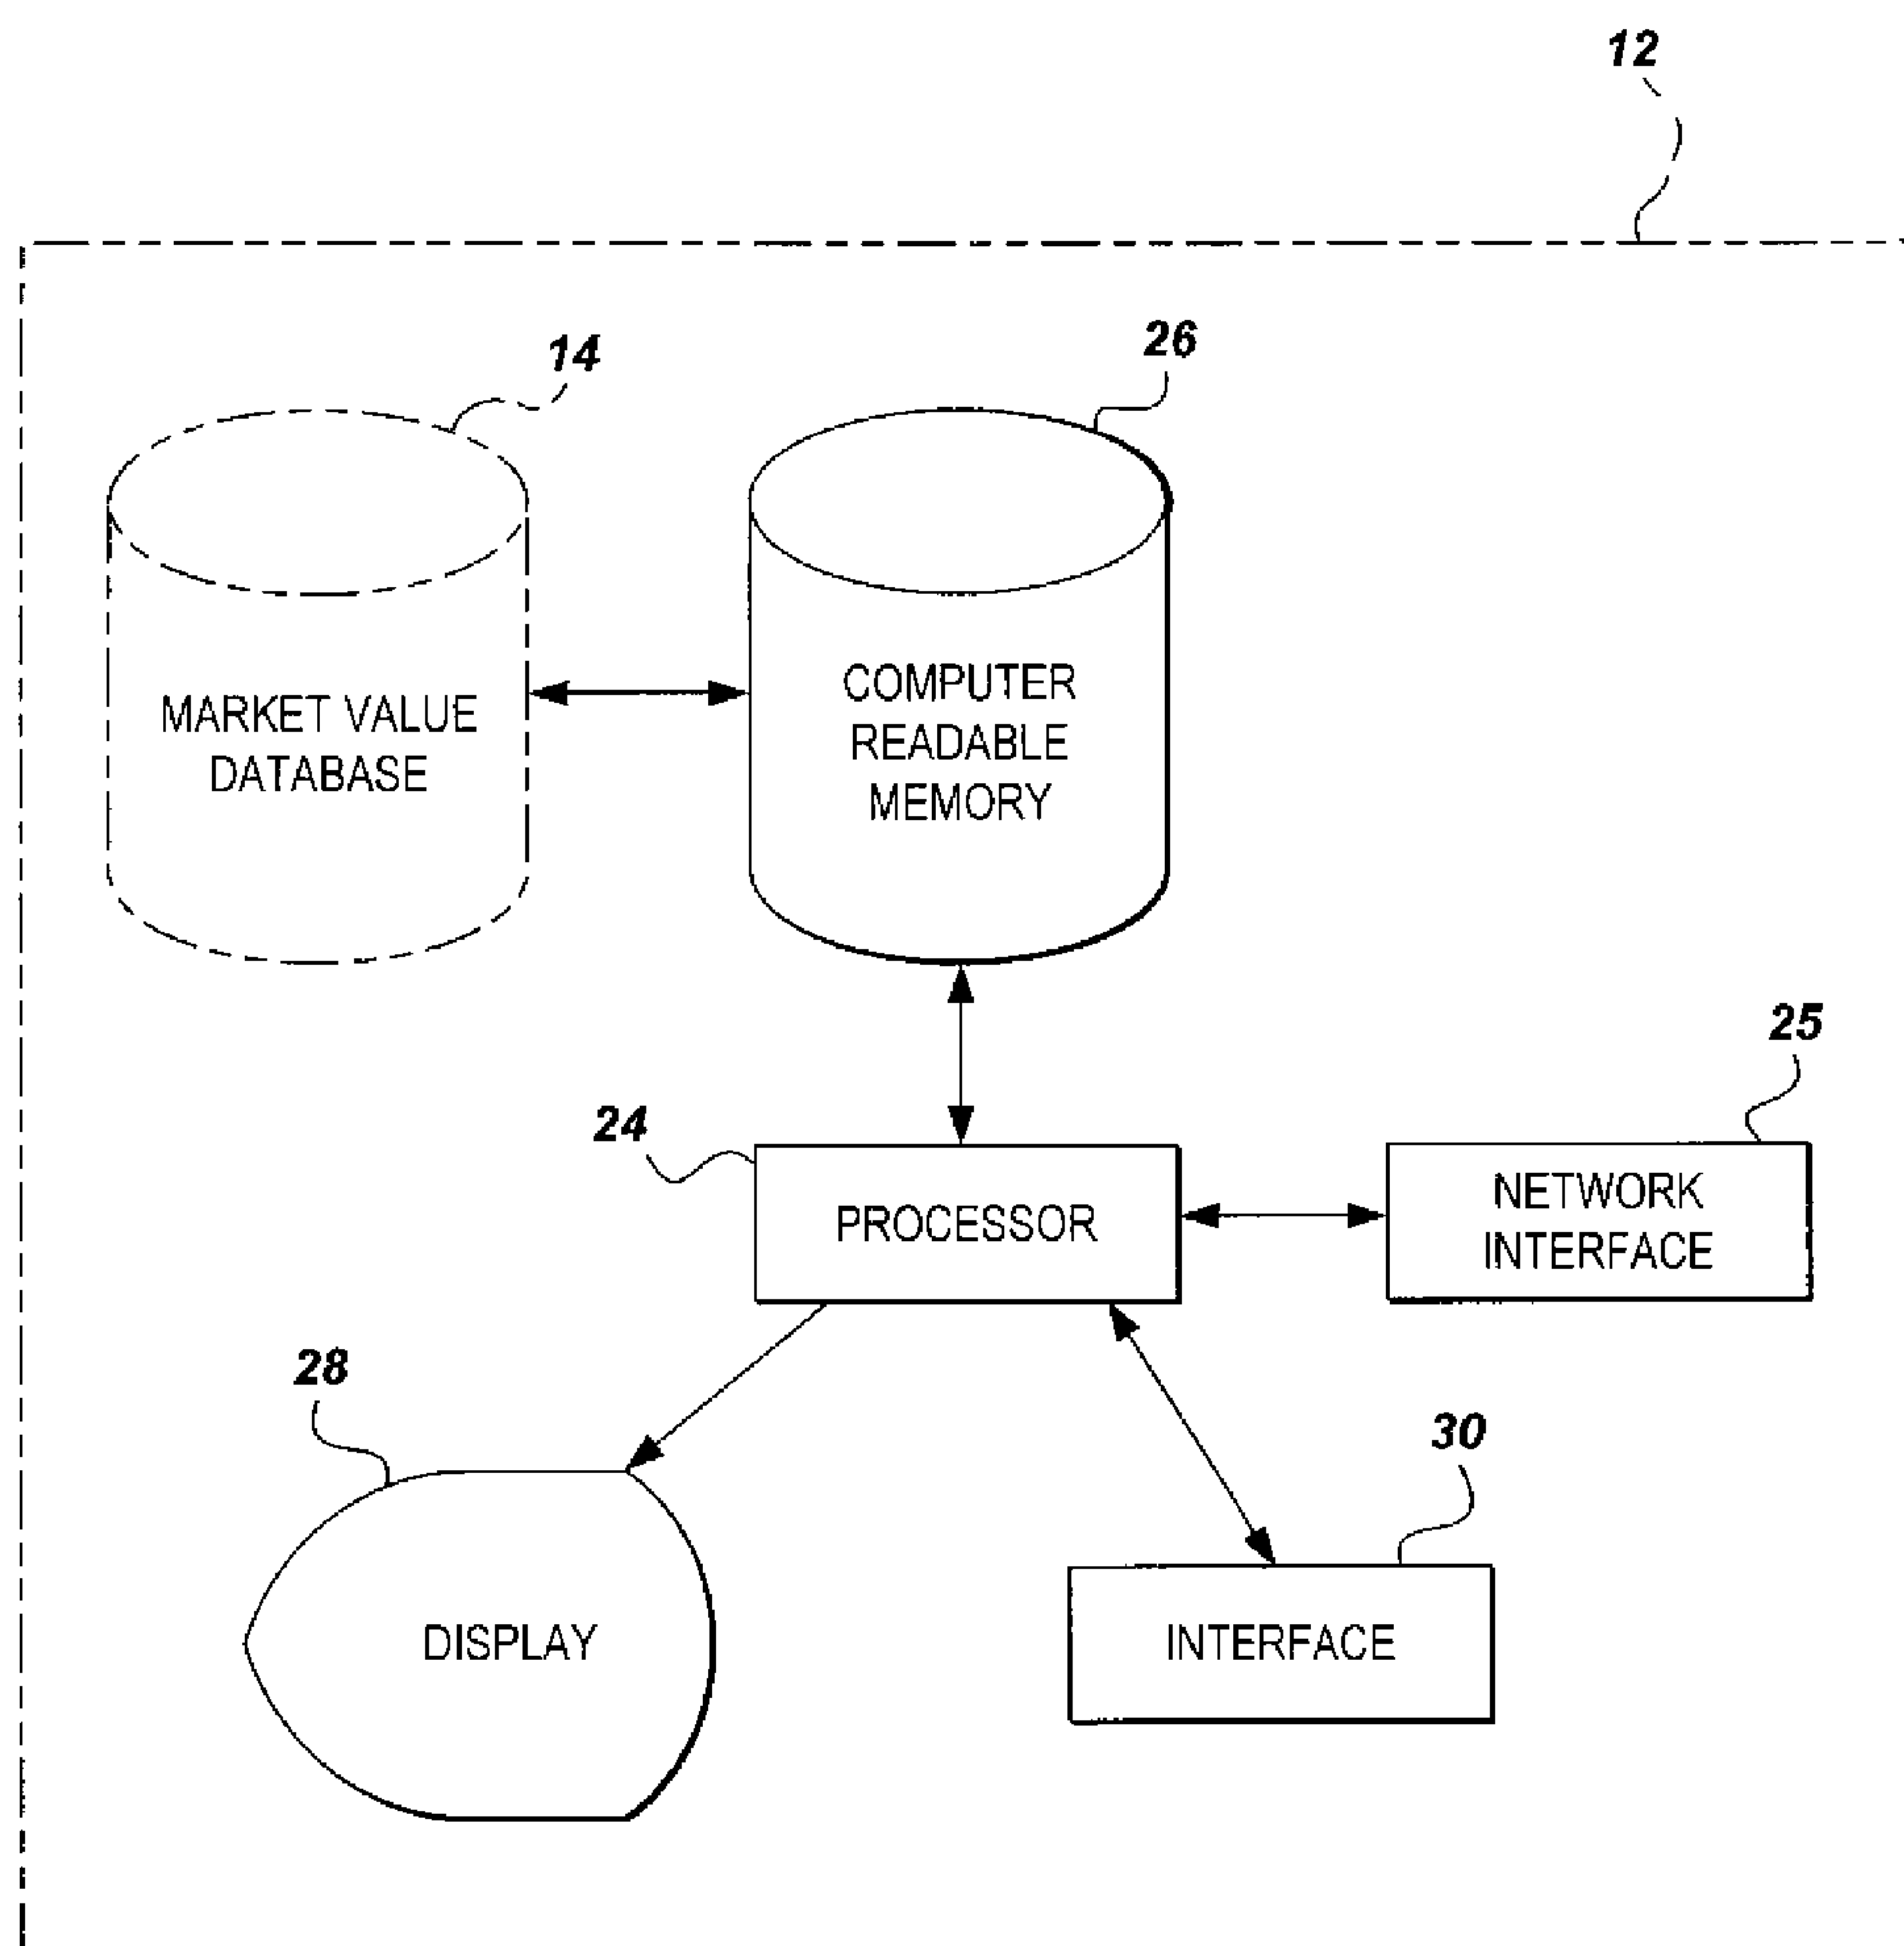 12
14
26
MARKET VALUE
DATABASE
COMPUTER
READABLE
MEMORY
25
24
PROCESSOR
NETWORK
INTERFACE
28
30
DISPLAY
INTERFACE